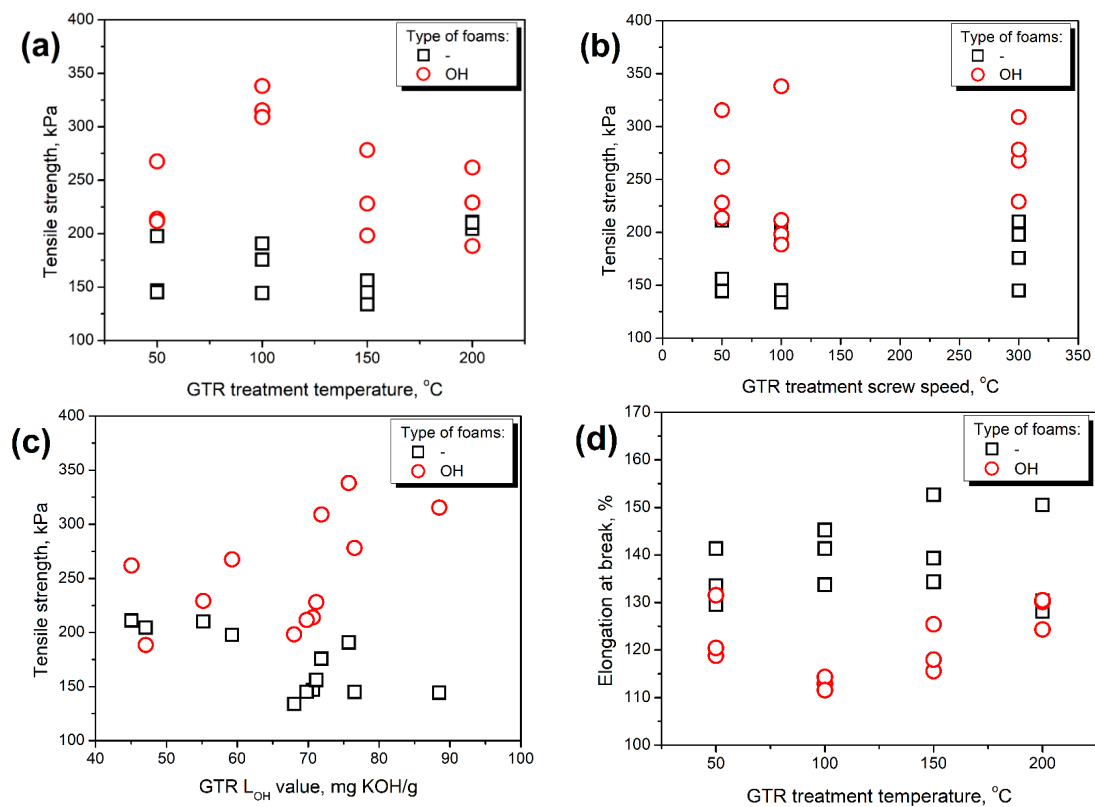 (a)
Tensile strength, kPa
400
350
300
250
200
150
100
50
100
150
200
GTR treatment temperature, °C
Type of foams:
-
OH
(b)
Tensile strength, kPa
400
350
300
250
200
150
100
0
50
100
150
200
250
300
350
GTR treatment screw speed, °C
Type of foams:
-
OH
(c)
Tensile strength, kPa
400
350
300
250
200
150
100
40
50
60
70
80
90
100
GTR LOH value, mg KOH/g
Type of foams:
-
OH
(d)
Elongation at break, %
170
160
150
140
130
120
110
100
50
100
150
200
GTR treatment temperature, °C
Type of foams:
-
OH